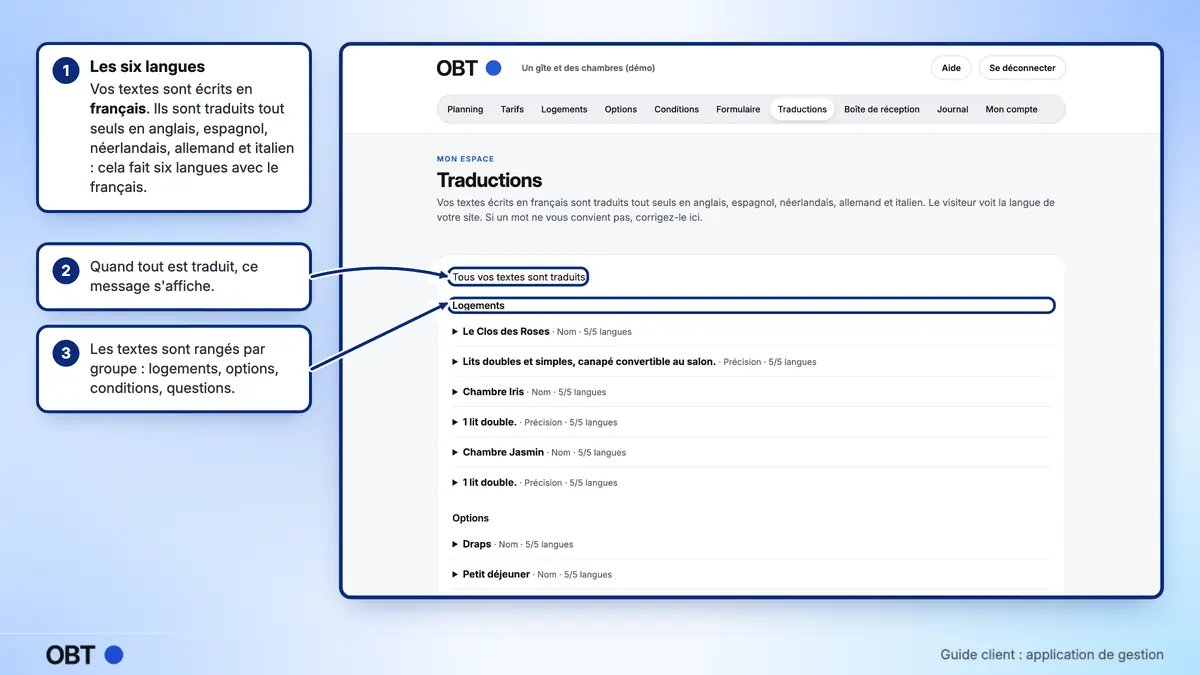 1
Les six langues
Vos textes sont écrits en
français. Ils sont traduits tout
seuls en anglais, espagnol,
néerlandais, allemand et italien
: cela fait six langues avec le
français.
2
Quand tout est traduit, ce
message s'affiche.
3
Les textes sont rangés par
groupe : logements, options,
conditions, questions.
OBT
Un gîte et des chambres (démo)
Aide
Se déconnecter
Planning
Tarifs
Logements
Options
Conditions
Formulaire
Traductions
Boîte de réception
Journal
Mon compte
MON ESPACE
Traductions
Vos textes écrits en français sont traduits tout seuls en anglais, espagnol, néerlandais, allemand et italien. Le visiteur voit la langue de
votre site. Si un mot ne vous convient pas, corrigez-le ici.
Tous vos textes sont traduits
Logements
Le Clos des Roses · Nom · 5/5 langues
Lits doubles et simples, canapé convertible au salon. · Précision · 5/5 langues
Chambre Iris · Nom · 5/5 langues
1 lit double. · Précision · 5/5 langues
Chambre Jasmin · Nom · 5/5 langues
1 lit double. · Précision · 5/5 langues
Options
Draps · Nom · 5/5 langues
Petit déjeuner · Nom · 5/5 langues
OBT
Guide client : application de gestion